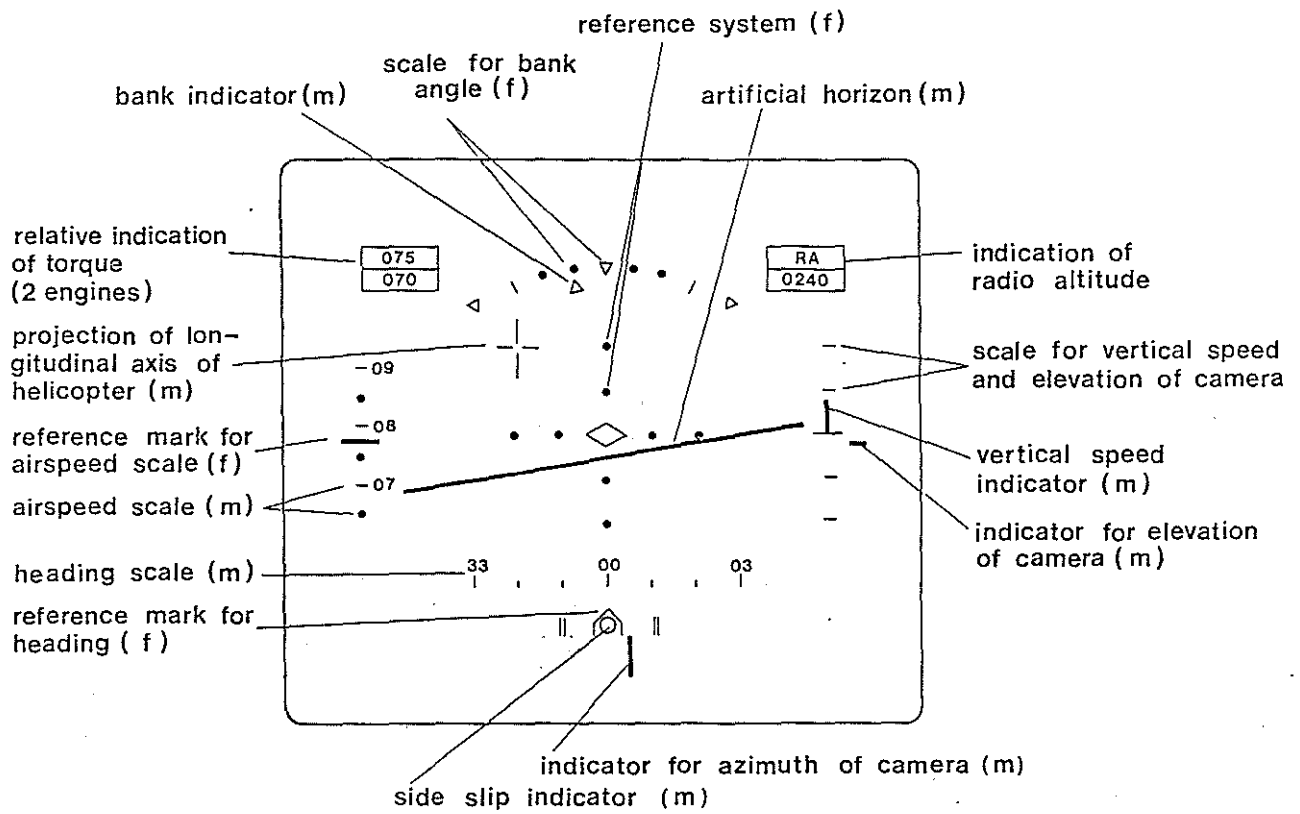 reference system (f)
scale for bank
angle (f)
bank indicator (m)
artificial horizon (m)
relative indication
of torque
(2 engines)
075
070
RA
0240
indication of
radio altitude
projection of lon-
gitudinal axis of
helicopter (m)
09
scale for vertical speed
and elevation of camera
reference mark for
airspeed scale (f)
08
vertical speed
indicator (m)
airspeed scale (m)
07
indicator for elevation
of camera (m)
heading scale (m)
33 00 03
reference mark for
heading (f)
indicator for azimuth of camera (m)
side slip indicator (m)